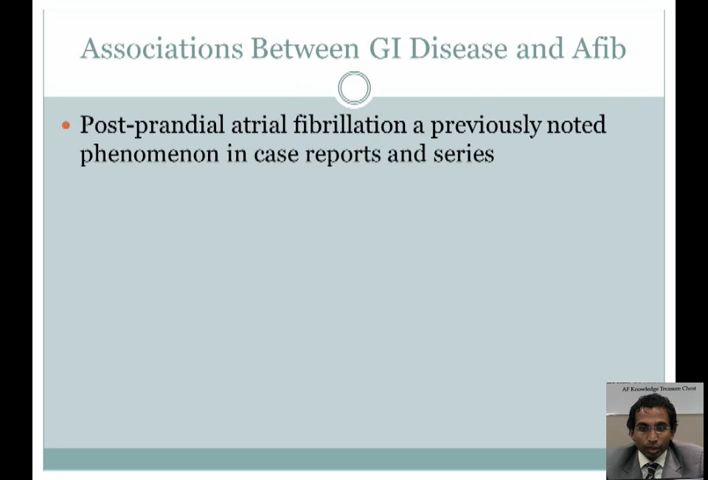 Associations Between GI Disease and Afib
• Post-prandial atrial fibrillation a previously noted
phenomenon in case reports and series
AF Knowledge Treasure Chest